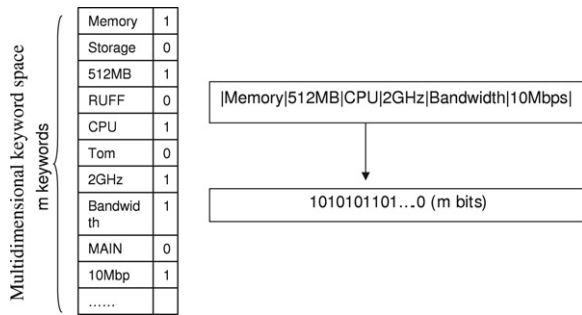 Multidimensional keyword space
m keywords
Memory 1
Storage 0
512MB 1
RUFF 0
CPU 1
Tom 0
2GHz 1
Bandwid 1
th
MAIN 0
10Mbp 1
......
|Memory|512MB|CPU|2GHz|Bandwidth|10Mbps|
1010101101....0 (m bits)